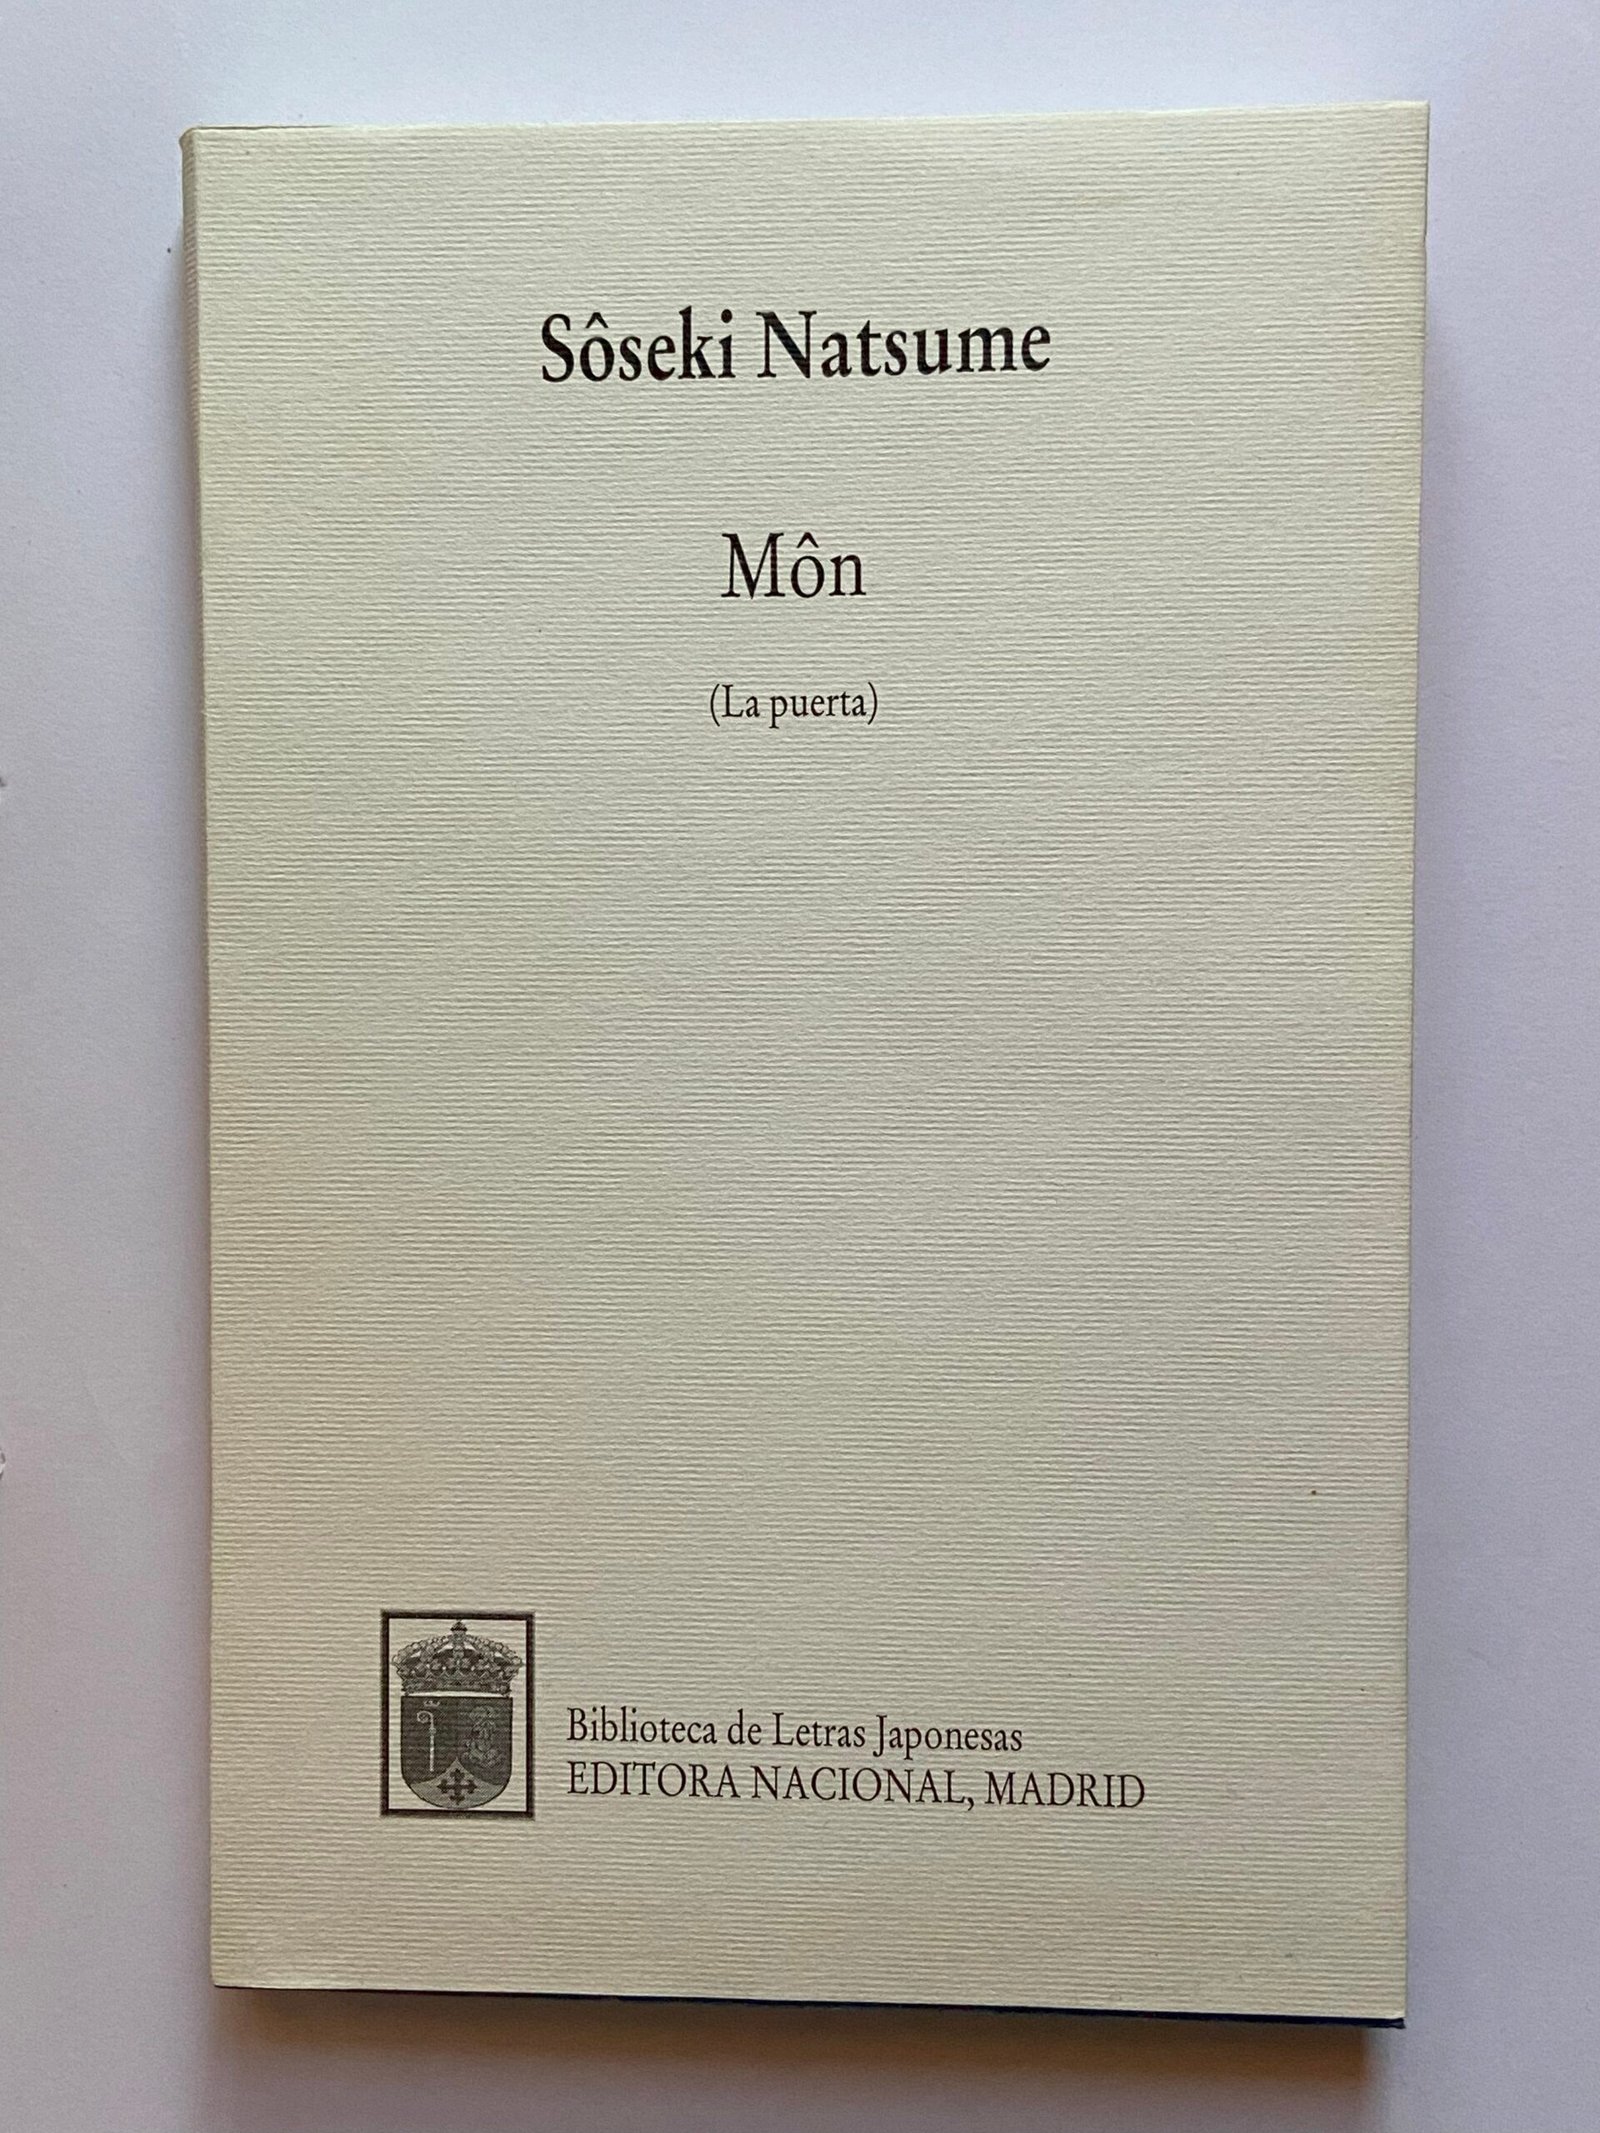 Sôseki Natsume
Môn
(La puerta)
Biblioteca de Letras Japonesas
EDITORA NACIONAL, MADRID